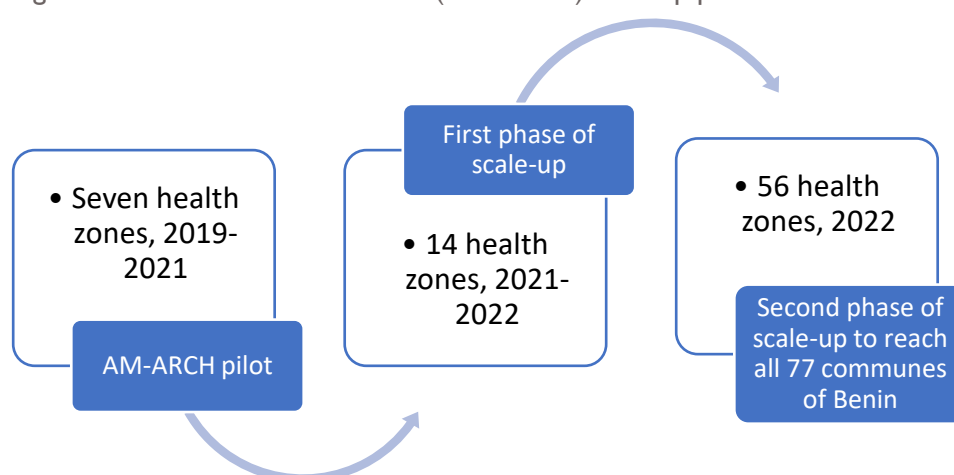 • Seven health
zones, 2019-
2021
AM-ARCH pilot
First phase of
scale-up
• 14 health
zones, 2021-
2022
• 56 health
zones, 2022
Second phase of
scale-up to reach
all 77 communes
of Benin